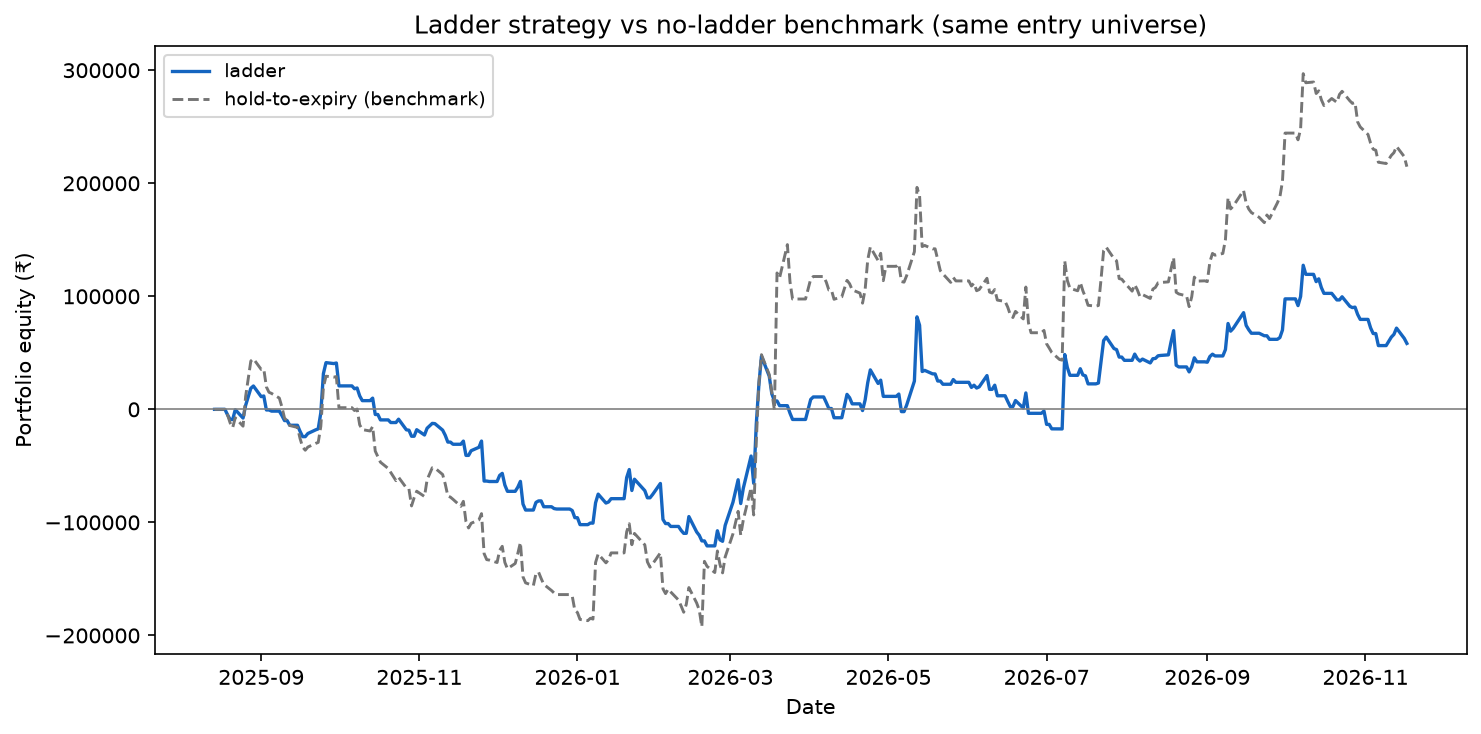 Ladder strategy vs no-ladder benchmark (same entry universe)
ladder
hold-to-expiry (benchmark)
Portfolio equity (₹)
300000
200000
100000
0
−100000
−200000
2025-09
2025-11
2026-01
2026-03
2026-05
2026-07
2026-09
2026-11
Date